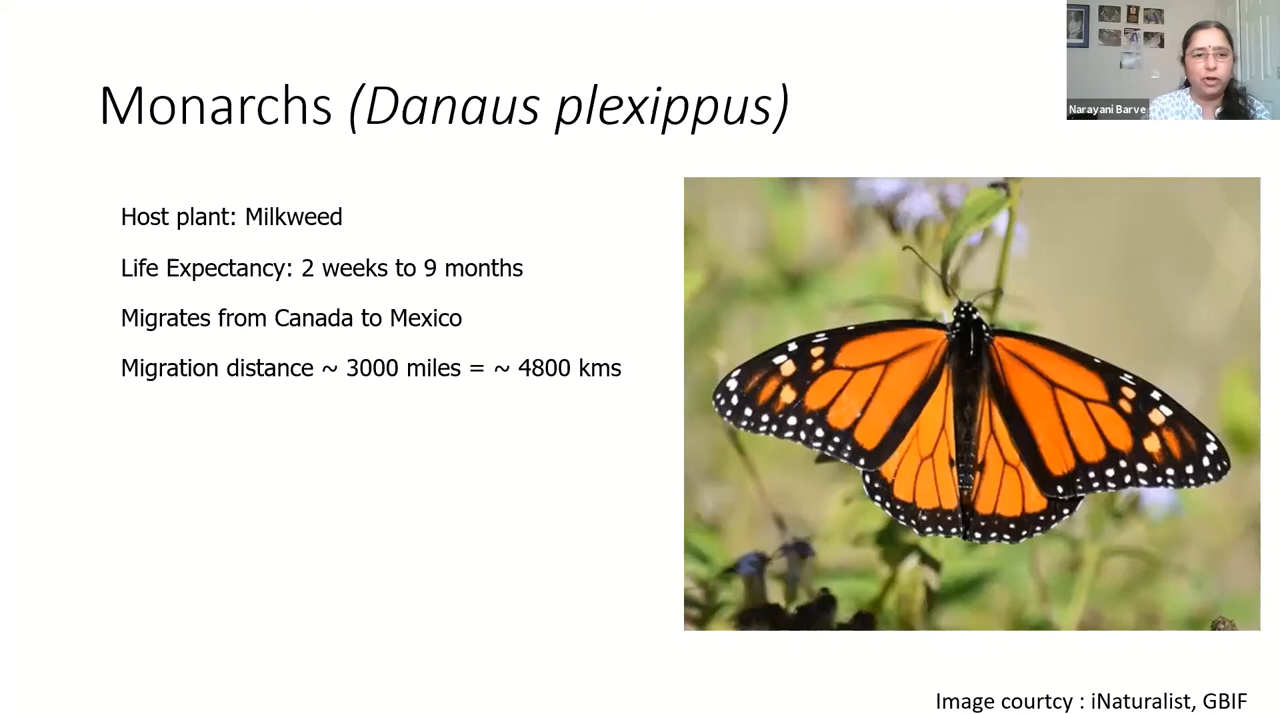 Monarchs (Danaus plexippus)
Narayani Barve
Host plant: Milkweed
Life Expectancy: 2 weeks to 9 months
Migrates from Canada to Mexico
Migration distance ~ 3000 miles = ~ 4800 kms
Image courtcy : iNaturalist, GBIF